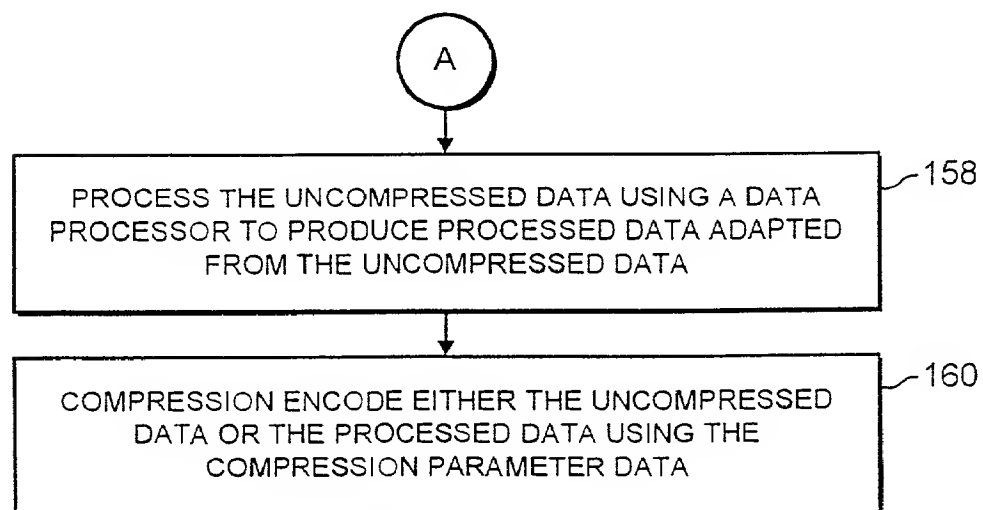 A
158
PROCESS THE UNCOMPRESSED DATA USING A DATA
PROCESSOR TO PRODUCE PROCESSED DATA ADAPTED
FROM THE UNCOMPRESSED DATA
160
COMPRESSION ENCODE EITHER THE UNCOMPRESSED
DATA OR THE PROCESSED DATA USING THE
COMPRESSION PARAMETER DATA